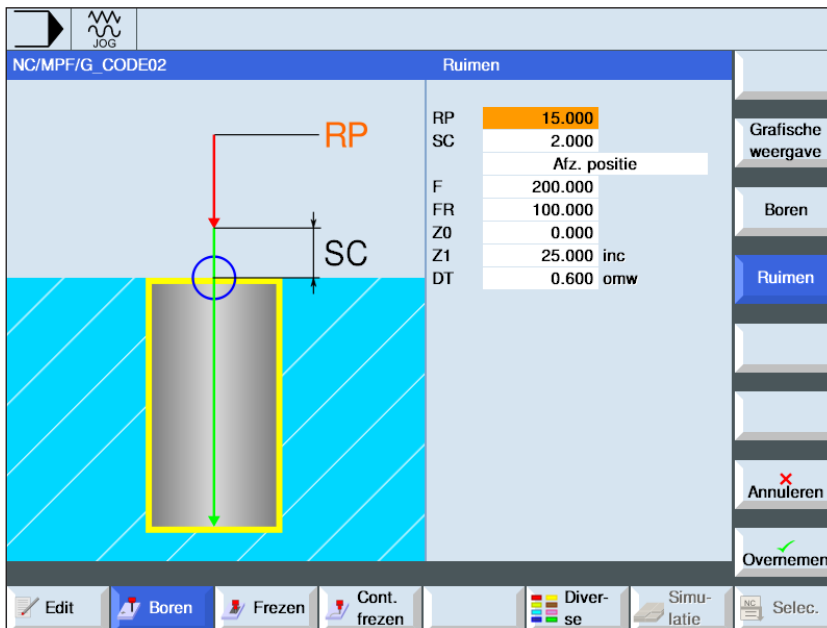 JOG
NC/MPF/G_CODE02
Ruimen
RP
SC
RP 15.000
SC 2.000
Afz. positie
F 200.000
FR 100.000
Z0 0.000
Z1 25.000 inc
DT 0.600 omw
Grafische
weergave
Boren
Ruimen
Annuleren
Overnemen
Edit
Boren
Frezen
Cont.
frezen
Diver-
se
Simu-
latie
NC
Selec.